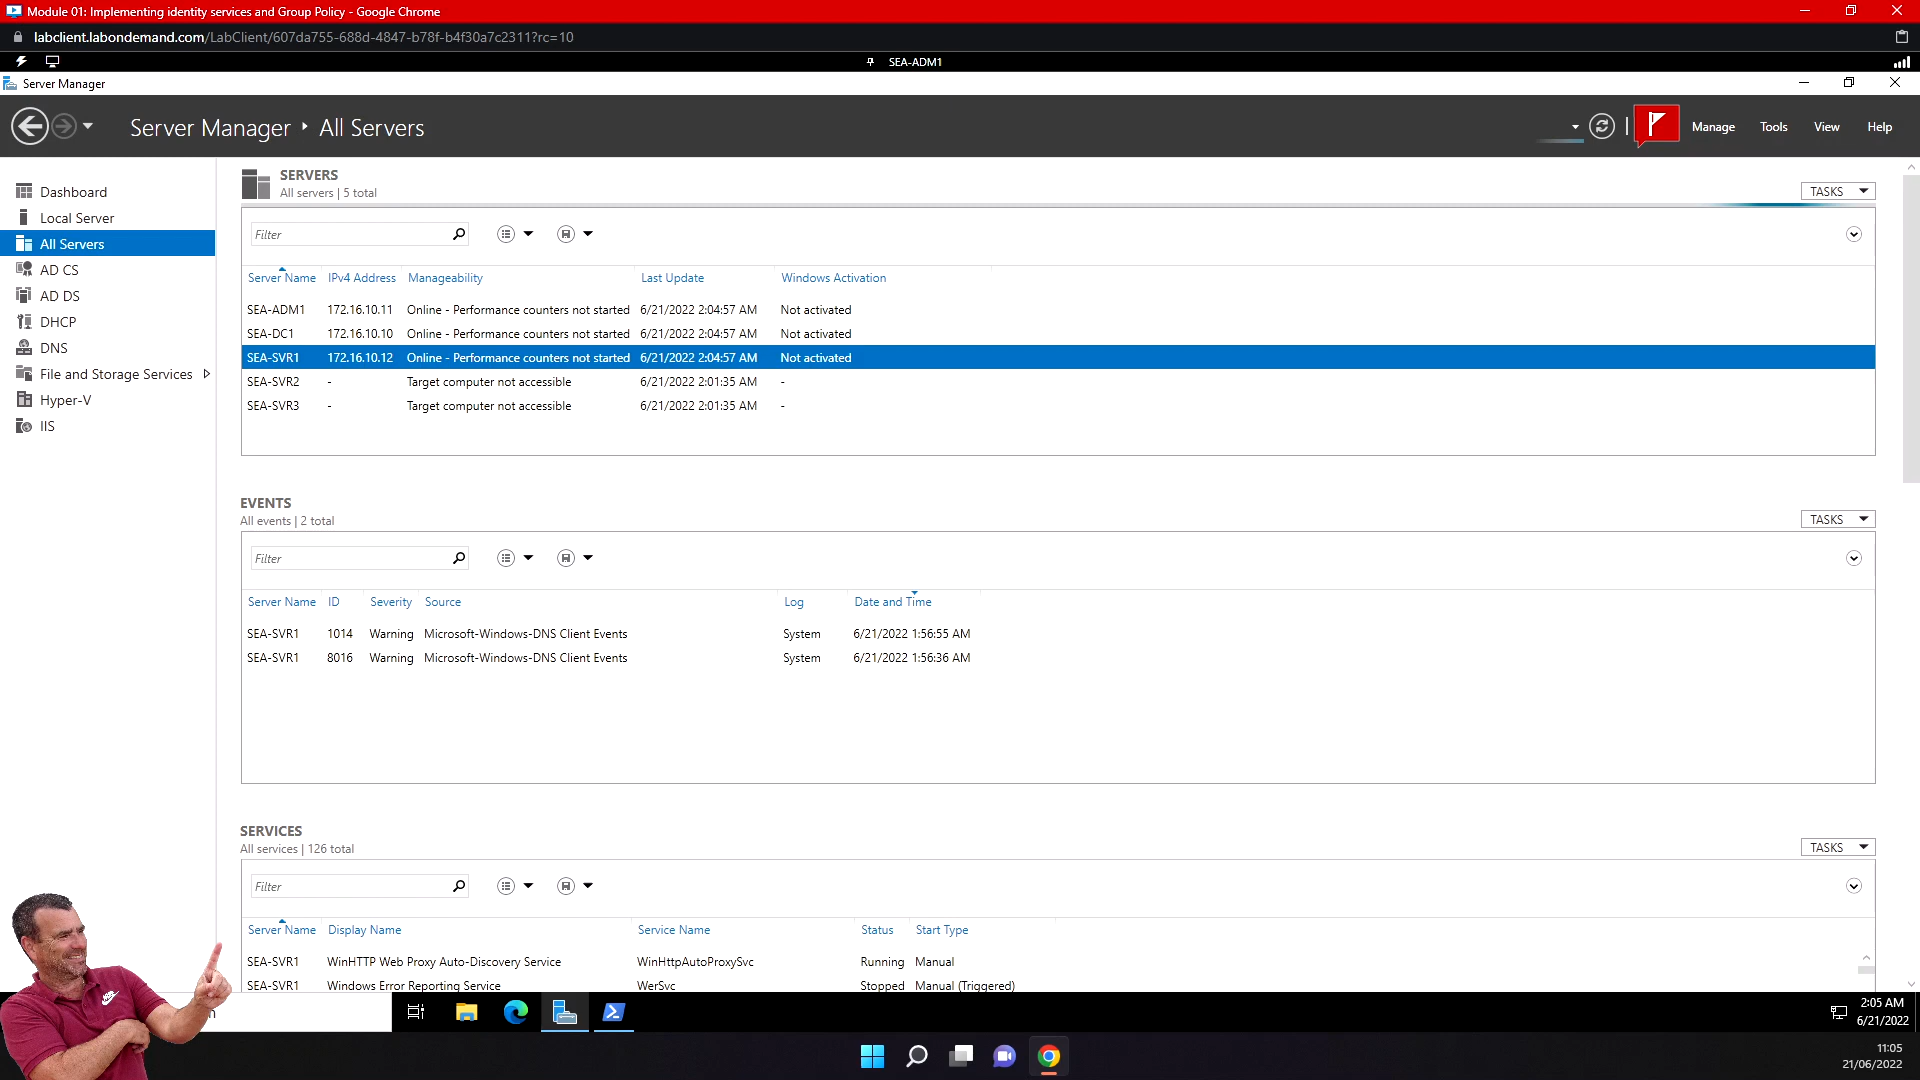 Module 01: Implementing identity services and Group Policy - Google Chrome
labclient.labondemand.com/LabClient/607da755-688d-4847-b78f-b4f30a7c2311?rc=10
SEA-ADM1
Server Manager
Server Manager ‣ All Servers
Manage Tools View Help
Dashboard
Local Server
All Servers
AD CS
AD DS
DHCP
DNS
File and Storage Services
Hyper-V
IIS
SERVERS
All servers | 5 total
TASKS
Filter
Server Name IPv4 Address Manageability Last Update Windows Activation
SEA-ADM1 172.16.10.11 Online - Performance counters not started 6/21/2022 2:04:57 AM Not activated
SEA-DC1 172.16.10.10 Online - Performance counters not started 6/21/2022 2:04:57 AM Not activated
SEA-SVR1 172.16.10.12 Online - Performance counters not started 6/21/2022 2:04:57 AM Not activated
SEA-SVR2 - Target computer not accessible 6/21/2022 2:01:35 AM -
SEA-SVR3 - Target computer not accessible 6/21/2022 2:01:35 AM -
EVENTS
All events | 2 total
TASKS
Filter
Server Name ID Severity Source Log Date and Time
SEA-SVR1 1014 Warning Microsoft-Windows-DNS Client Events System 6/21/2022 1:56:55 AM
SEA-SVR1 8016 Warning Microsoft-Windows-DNS Client Events System 6/21/2022 1:56:36 AM
SERVICES
All services | 126 total
TASKS
Filter
Server Name Display Name Service Name Status Start Type
SEA-SVR1 WinHTTP Web Proxy Auto-Discovery Service WinHttpAutoProxySvc Running Manual
SEA-SVR1 Windows Error Reporting Service WerSvc Stopped Manual (Triggered)
2:05 AM
6/21/2022
11:05
21/06/2022